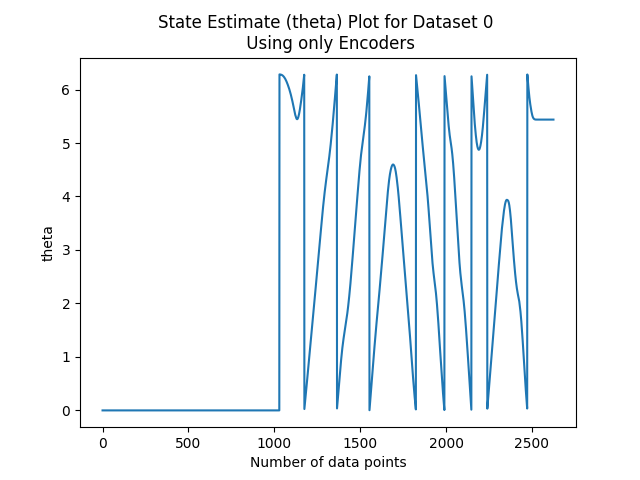 State Estimate (theta) Plot for Dataset 0
Using only Encoders
6
5
4
3
2
1
0
theta
0 500 1000 1500 2000 2500
Number of data points